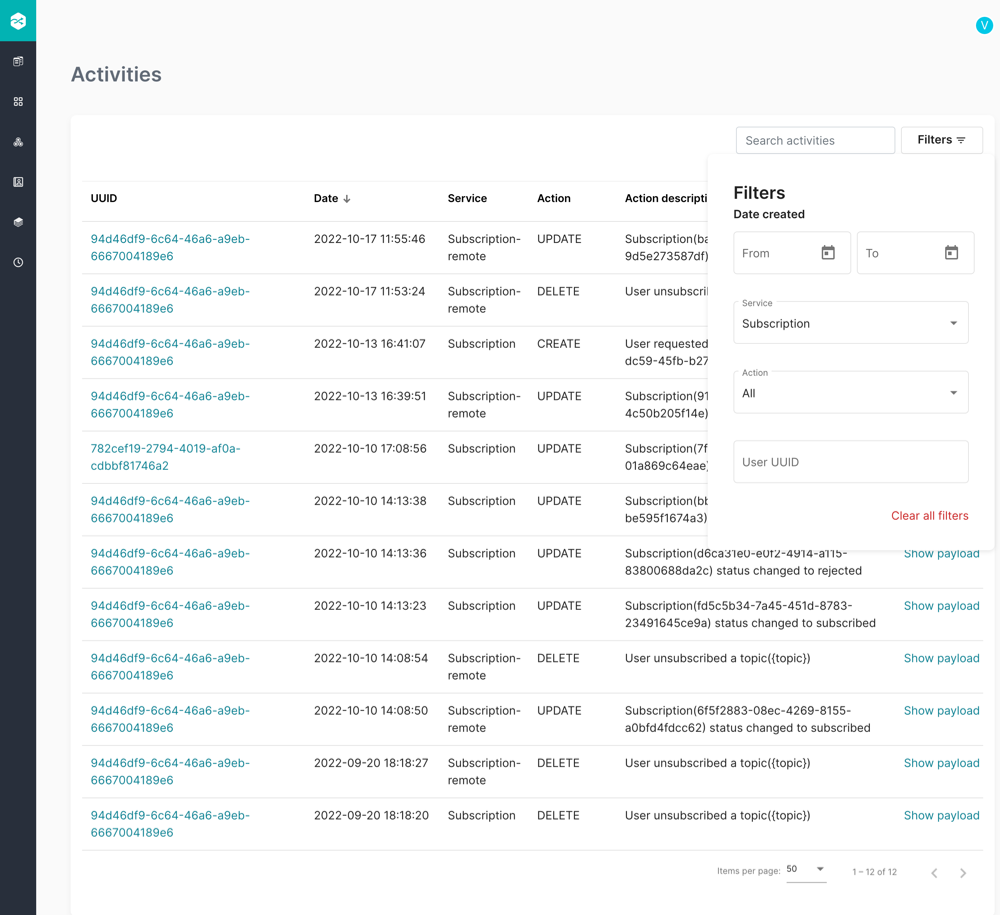 V
Activities
Search activities
Filters
UUID Date Service Action Action descripti
94d46df9-6c64-46a6-a9eb- 2022-10-17 11:55:46 Subscription- UPDATE Subscription(ba
6667004189e6 remote 9d5e273587df)
94d46df9-6c64-46a6-a9eb- 2022-10-17 11:53:24 Subscription- DELETE User unsubscri
6667004189e6 remote
94d46df9-6c64-46a6-a9eb- 2022-10-13 16:41:07 Subscription CREATE User requested
6667004189e6 dc59-45fb-b27
94d46df9-6c64-46a6-a9eb- 2022-10-13 16:39:51 Subscription- UPDATE Subscription(91
6667004189e6 remote 4c50b205f14e)
782cef19-2794-4019-af0a- 2022-10-10 17:08:56 Subscription UPDATE Subscription(7f
cdbbf81746a2 01a869c64eae)
94d46df9-6c64-46a6-a9eb- 2022-10-10 14:13:38 Subscription UPDATE Subscription(bb
6667004189e6 be595f1674a3)
94d46df9-6c64-46a6-a9eb- 2022-10-10 14:13:36 Subscription UPDATE Subscription(d6ca31e0-e0f2-4914-a115- Show payload
6667004189e6 83800688da2c) status changed to rejected
94d46df9-6c64-46a6-a9eb- 2022-10-10 14:13:23 Subscription UPDATE Subscription(fd5c5b34-7a45-451d-8783- Show payload
6667004189e6 23491645ce9a) status changed to subscribed
94d46df9-6c64-46a6-a9eb- 2022-10-10 14:08:54 Subscription- DELETE User unsubscribed a topic({topic}) Show payload
6667004189e6 remote
94d46df9-6c64-46a6-a9eb- 2022-10-10 14:08:50 Subscription- UPDATE Subscription(6f5f2883-08ec-4269-8155- Show payload
6667004189e6 remote a0bfd4fdcc62) status changed to subscribed
94d46df9-6c64-46a6-a9eb- 2022-09-20 18:18:27 Subscription- DELETE User unsubscribed a topic({topic}) Show payload
6667004189e6 remote
94d46df9-6c64-46a6-a9eb- 2022-09-20 18:18:20 Subscription DELETE User unsubscribed a topic({topic}) Show payload
6667004189e6
Filters
Date created
From To
Service
Subscription
Action
All
User UUID
Clear all filters
Items per page: 50 1 – 12 of 12